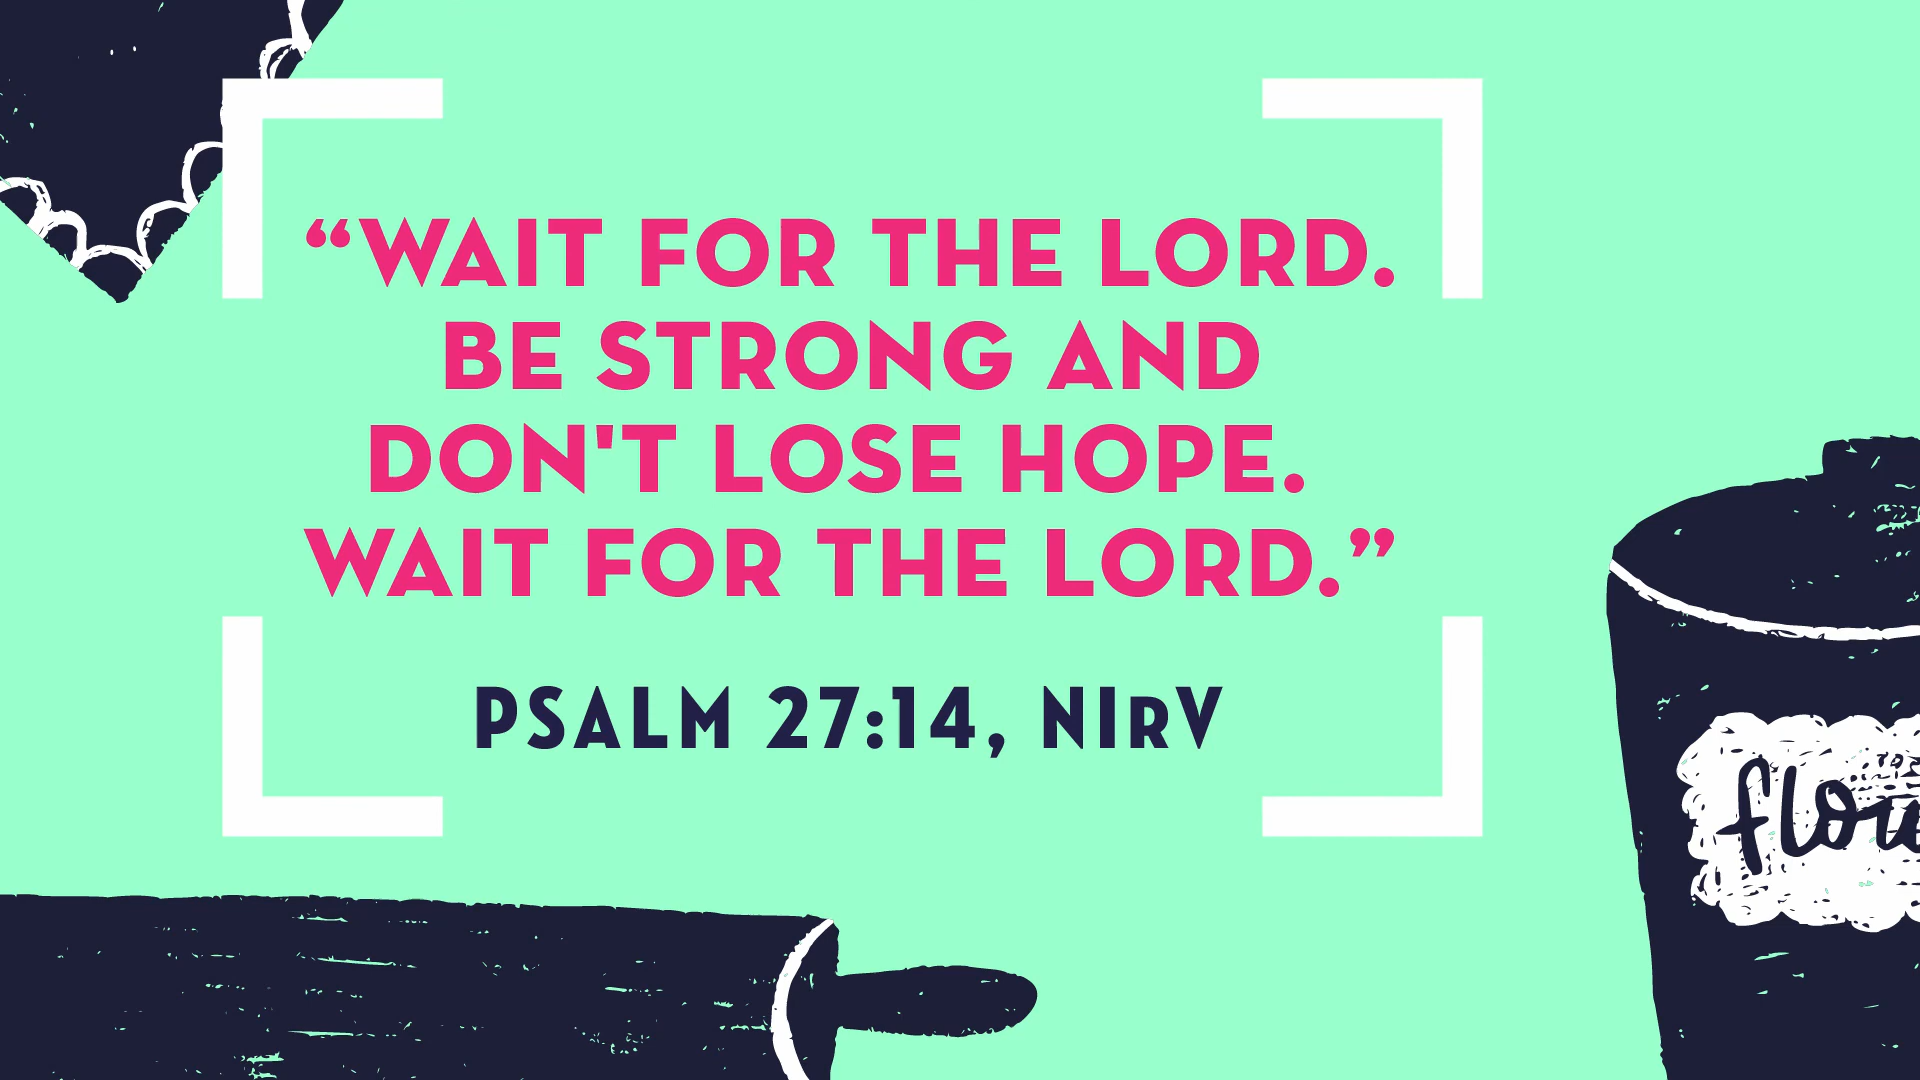 “WAIT FOR THE LORD.
BE STRONG AND
DON'T LOSE HOPE.
WAIT FOR THE LORD.”
PSALM 27:14, NIrV